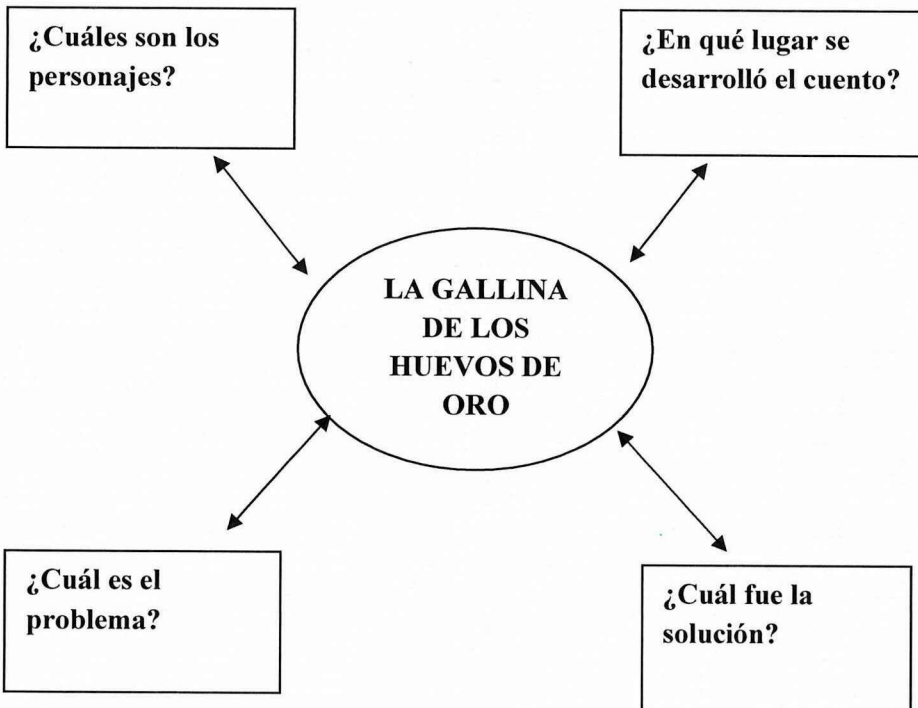 ¿Cuáles son los
personajes?
¿En qué lugar se
desarrolló el cuento?
LA GALLINA
DE LOS
HUEVOS DE
ORO
¿Cuál es el
problema?
¿Cuál fue la
solución?